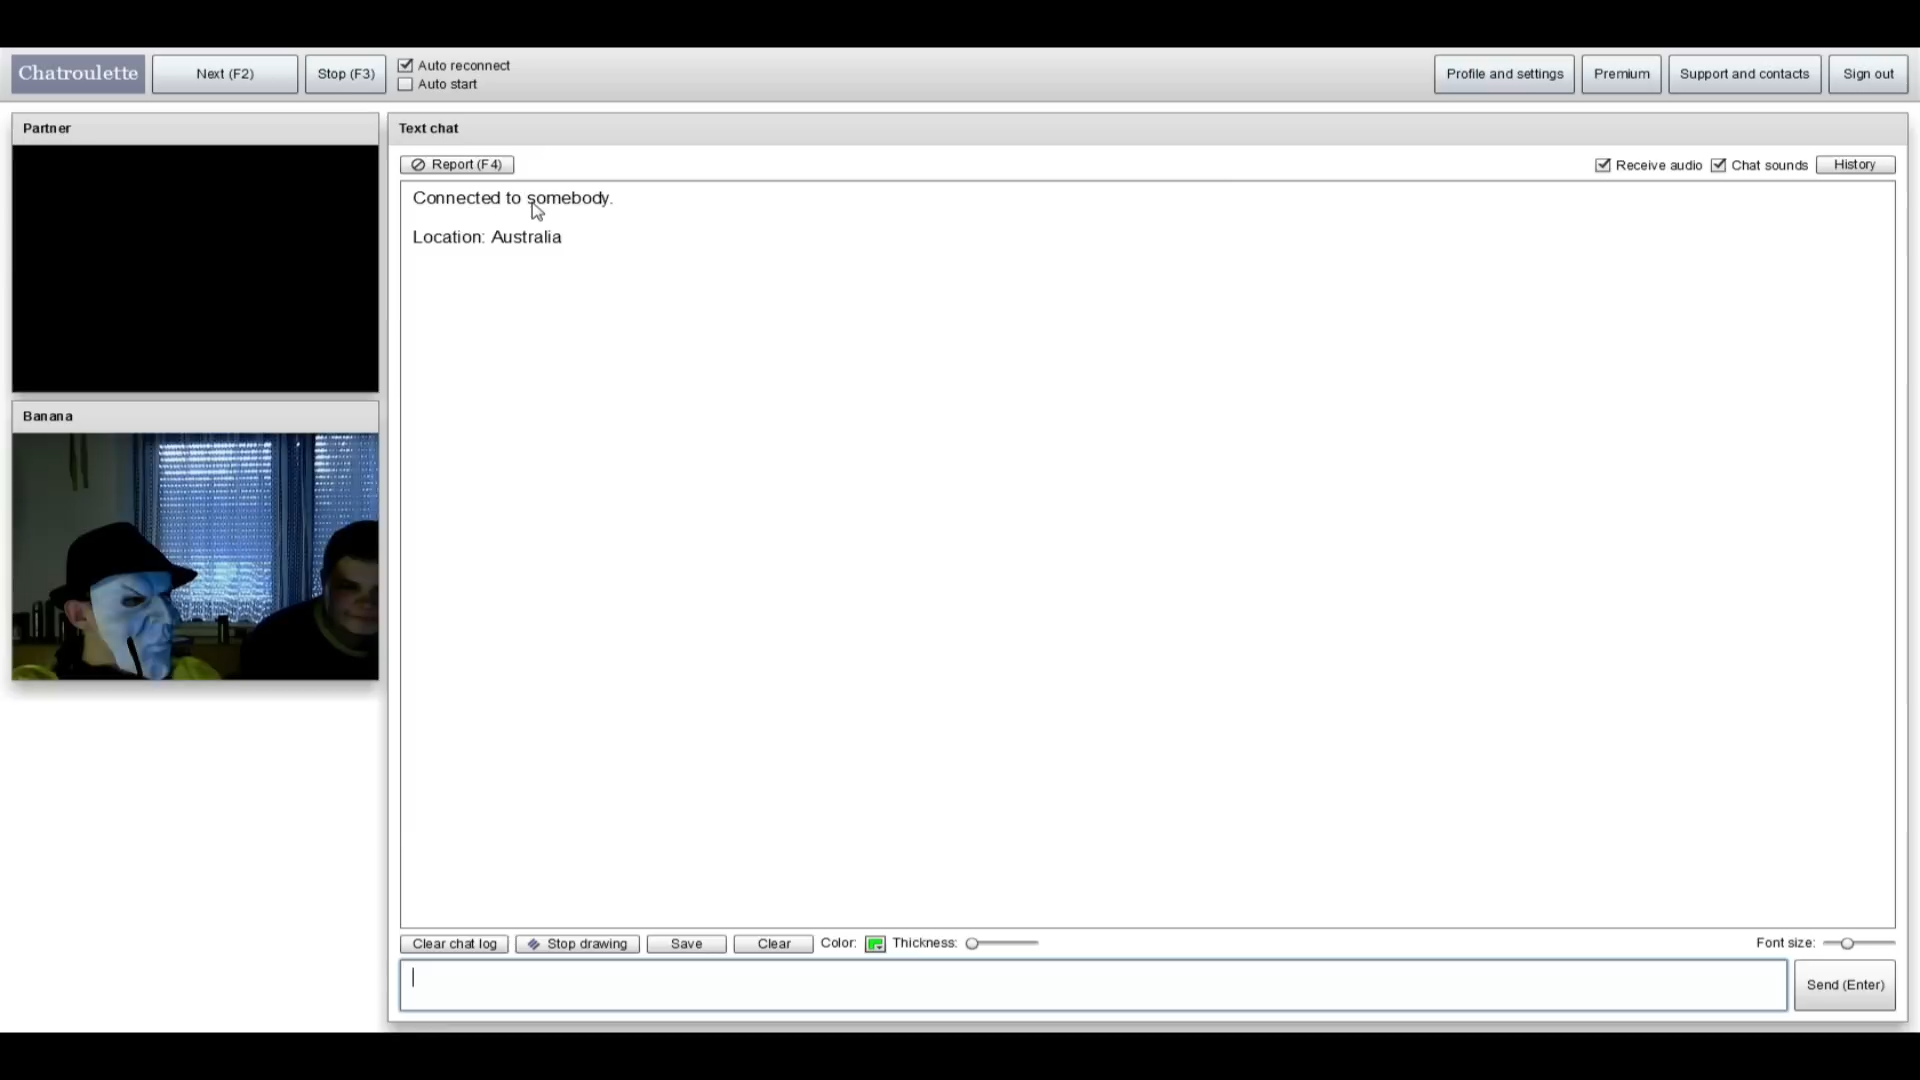 Chatroulette
Next (F2)
Stop (F3)
Auto reconnect
Auto start
Profile and settings
Premium
Support and contacts
Sign out
Partner
Text chat
Report (F4)
Receive audio
Chat sounds
History
Connected to somebody.
Location: Australia
Banana
Clear chat log
Stop drawing
Save
Clear
Color:
Thickness:
Font size:
Send (Enter)